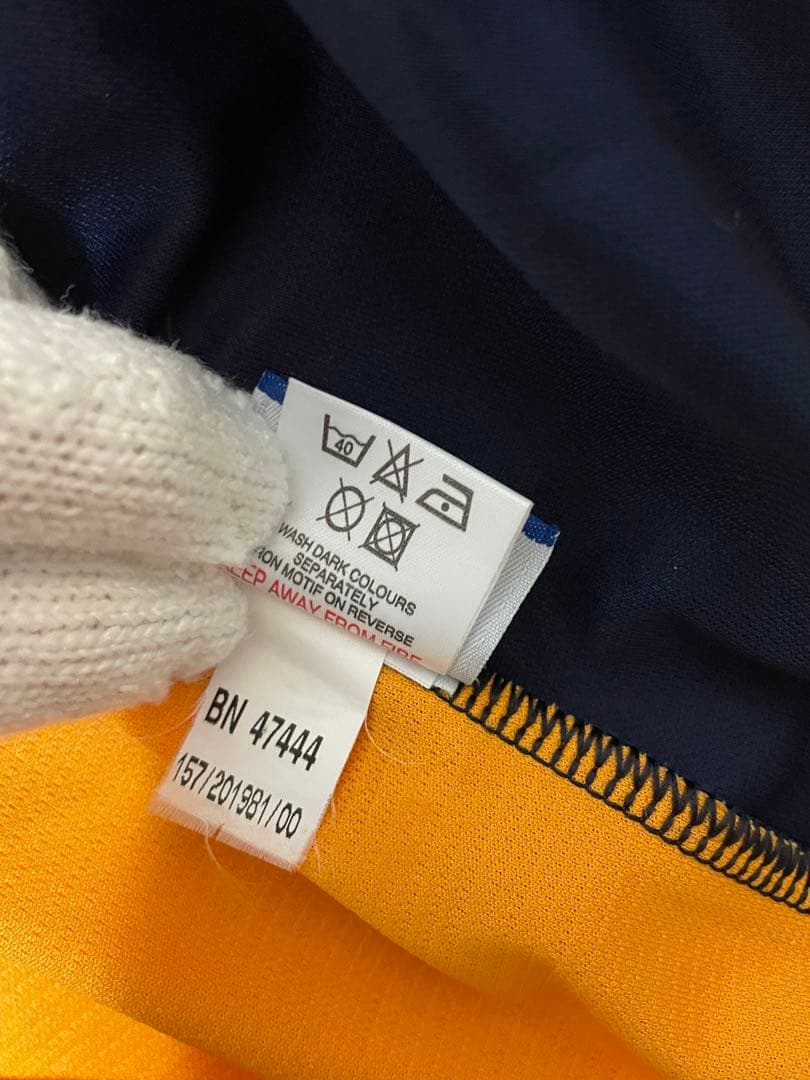 40
WASH DARK COLOURS
SEPARATELY
MOTIF ON REVERSE
AWAY FROM FIRE
BN 47444
157/201981/00